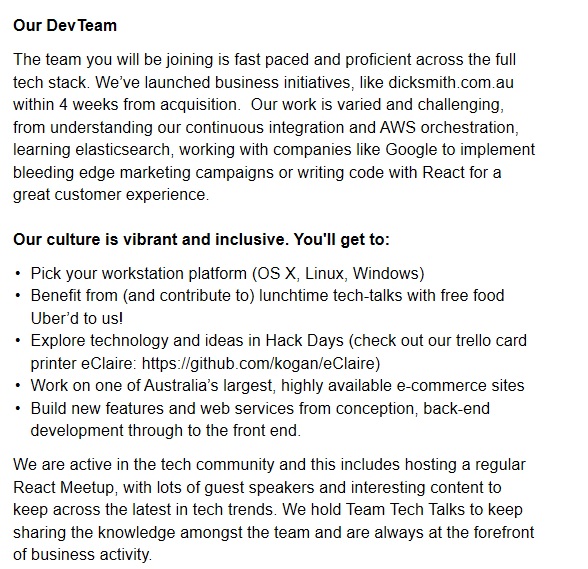 Our DevTeam
The team you will be joining is fast paced and proficient across the full
tech stack. We’ve launched business initiatives, like dicksmith.com.au
within 4 weeks from acquisition.  Our work is varied and challenging,
from understanding our continuous integration and AWS orchestration,
learning elasticsearch, working with companies like Google to implement
bleeding edge marketing campaigns or writing code with React for a
great customer experience.
Our culture is vibrant and inclusive. You'll get to:
• Pick your workstation platform (OS X, Linux, Windows)
• Benefit from (and contribute to) lunchtime tech-talks with free food
Uber’d to us!
• Explore technology and ideas in Hack Days (check out our trello card
printer eClaire: https://github.com/kogan/eClaire)
• Work on one of Australia’s largest, highly available e-commerce sites
• Build new features and web services from conception, back-end
development through to the front end.
We are active in the tech community and this includes hosting a regular
React Meetup, with lots of guest speakers and interesting content to
keep across the latest in tech trends. We hold Team Tech Talks to keep
sharing the knowledge amongst the team and are always at the forefront
of business activity.